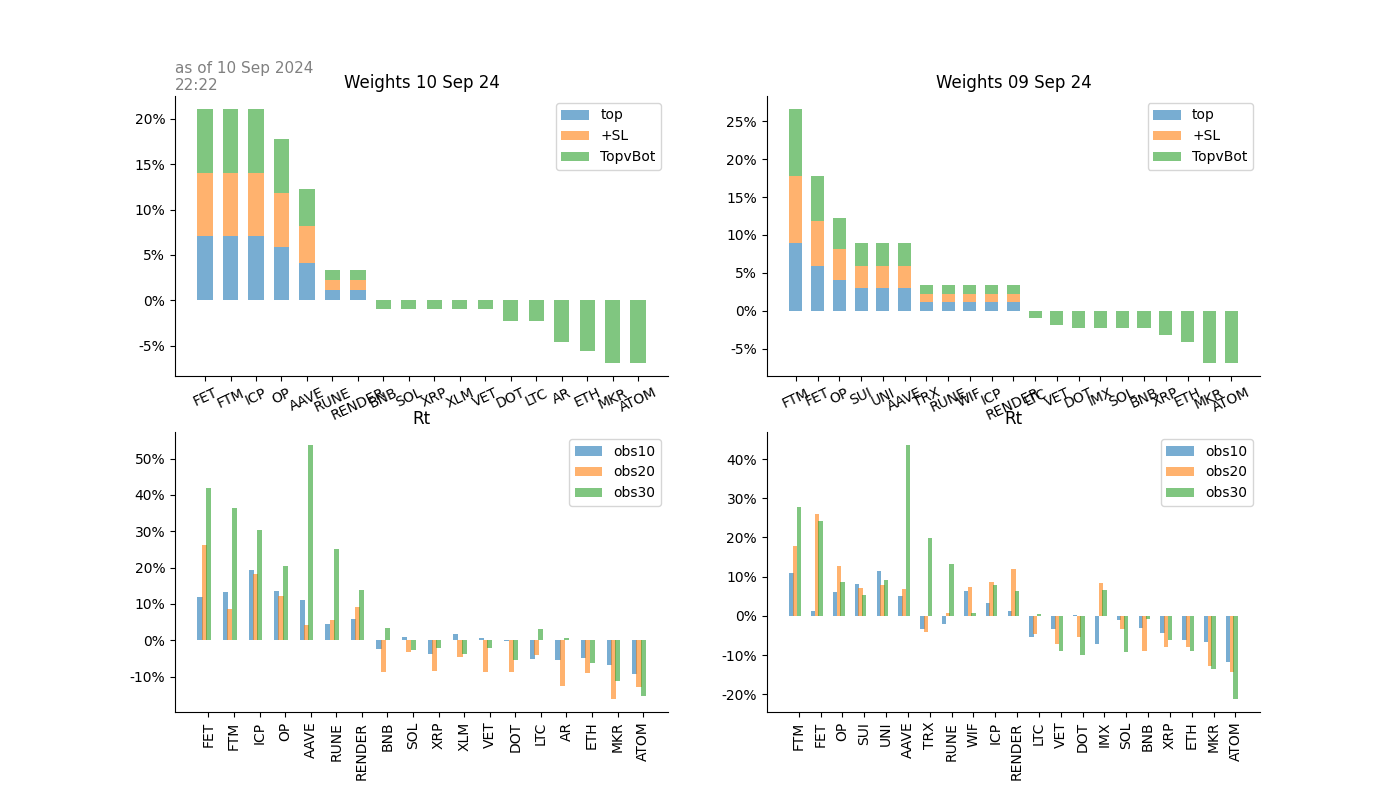 as of 10 Sep 2024
22:22
Weights 10 Sep 24
20%
15%
10%
5%
0%
-5%
top
+SL
TopvBot
FET FTM ICP OP AAVE RUNE RENDER BNB SOL XRP XLM VET DOT LTC AR ETH MKR ATOM
Weights 09 Sep 24
25%
20%
15%
10%
5%
0%
-5%
top
+SL
TopvBot
FTM FET OP SUI UNI AAVE TRX RUNE WIF ICP RENDER LTC VET DOT IMX SOL BNB XRP ETH MKR ATOM
Rt
50%
40%
30%
20%
10%
0%
-10%
obs10
obs20
obs30
FET FTM ICP OP AAVE RUNE RENDER BNB SOL XRP XLM VET DOT LTC AR ETH MKR ATOM
Rt
40%
30%
20%
10%
0%
-10%
-20%
obs10
obs20
obs30
FTM FET OP SUI UNI AAVE TRX RUNE WIF ICP RENDER LTC VET DOT IMX SOL BNB XRP ETH MKR ATOM